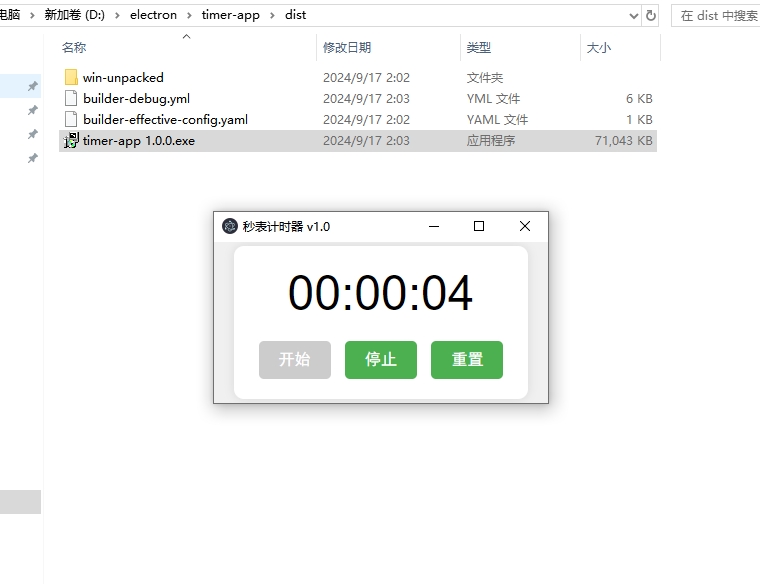 电脑 > 新加卷 (D:) > electron > timer-app > dist
在 dist 中搜索
名称 修改日期 类型 大小
win-unpacked 2024/9/17 2:02 文件夹
builder-debug.yml 2024/9/17 2:03 YML 文件 6 KB
builder-effective-config.yaml 2024/9/17 2:02 YAML 文件 1 KB
timer-app 1.0.0.exe 2024/9/17 2:03 应用程序 71,043 KB
秒表计时器 v1.0
00:00:04
开始 停止 重置